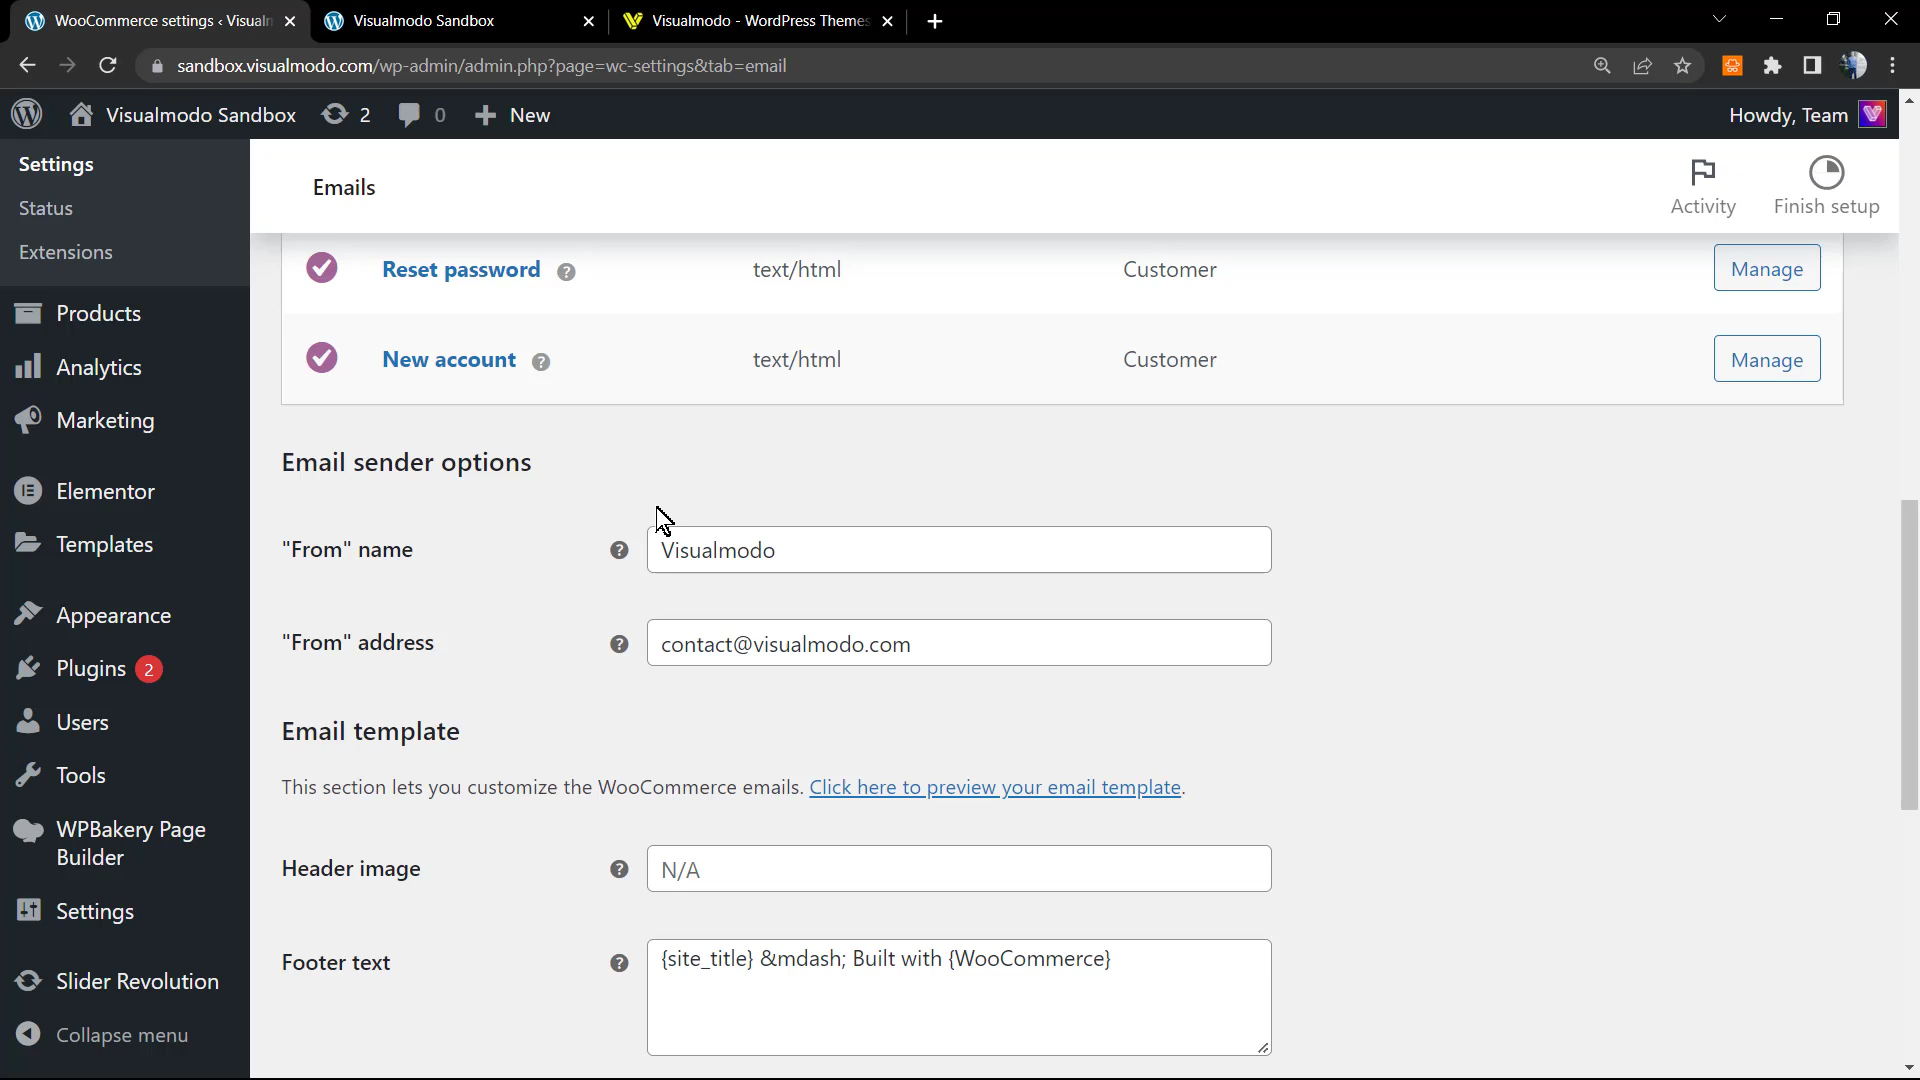 WooCommerce settings ‹ Visualm
Visualmodo Sandbox
Visualmodo - WordPress Themes
sandbox.visualmodo.com/wp-admin/admin.php?page=wc-settings&tab=email
Visualmodo Sandbox
2
0
New
Howdy, Team
Settings
Status
Extensions
Products
Analytics
Marketing
Elementor
Templates
Appearance
Plugins 2
Users
Tools
WPBakery Page
Builder
Settings
Slider Revolution
Collapse menu
Emails
Activity
Finish setup
Reset password ? text/html Customer Manage
New account ? text/html Customer Manage
Email sender options
"From" name ? Visualmodo
"From" address ? contact@visualmodo.com
Email template
This section lets you customize the WooCommerce emails. Click here to preview your email template.
Header image ? N/A
Footer text ? {site_title} &mdash; Built with {WooCommerce}